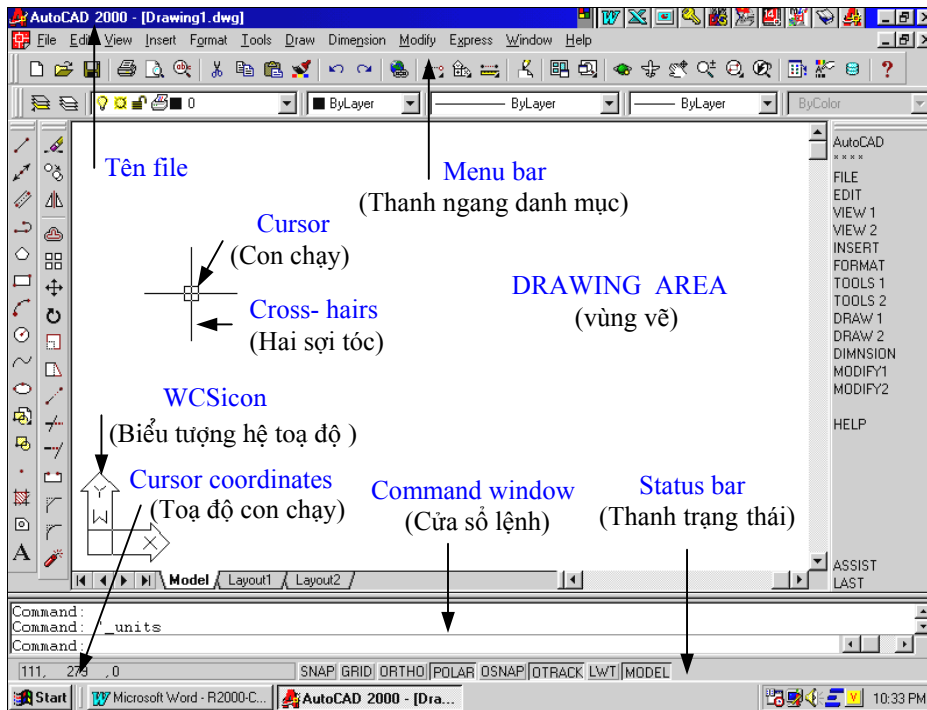 AutoCAD 2000 - [Drawing1.dwg]
File Edit View Insert Format Tools Draw Dimension Modify Express Window Help
0 ByLayer ByLayer ByLayer ByColor
Tên file
Menu bar
(Thanh ngang danh mục)
Cursor
(Con chạy)
DRAWING AREA
(vùng vẽ)
Cross- hairs
(Hai sợi tóc)
WCSicon
(Biểu tượng hệ toạ độ )
Cursor coordinates
(Toạ độ con chạy)
Command window
(Cửa sổ lệnh)
Status bar
(Thanh trạng thái)
Y
W
X
A
AutoCAD
* * * *
FILE
EDIT
VIEW 1
VIEW 2
INSERT
FORMAT
TOOLS 1
TOOLS 2
DRAW 1
DRAW 2
DIMNSION
MODIFY1
MODIFY2
HELP
ASSIST
LAST
Model Layout1 Layout2
Command:
Command: '_units
Command:
111, 273 ,0 SNAP GRID ORTHO POLAR OSNAP OTRACK LWT MODEL
Start Microsoft Word - R2000-C... AutoCAD 2000 - [Dra... 10:33 PM